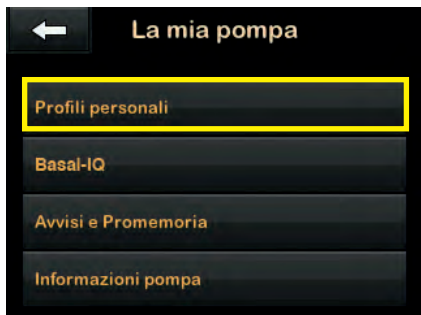 La mia pompa
Profili personali
Basal-IQ
Avvisi e Promemoria
Informazioni pompa